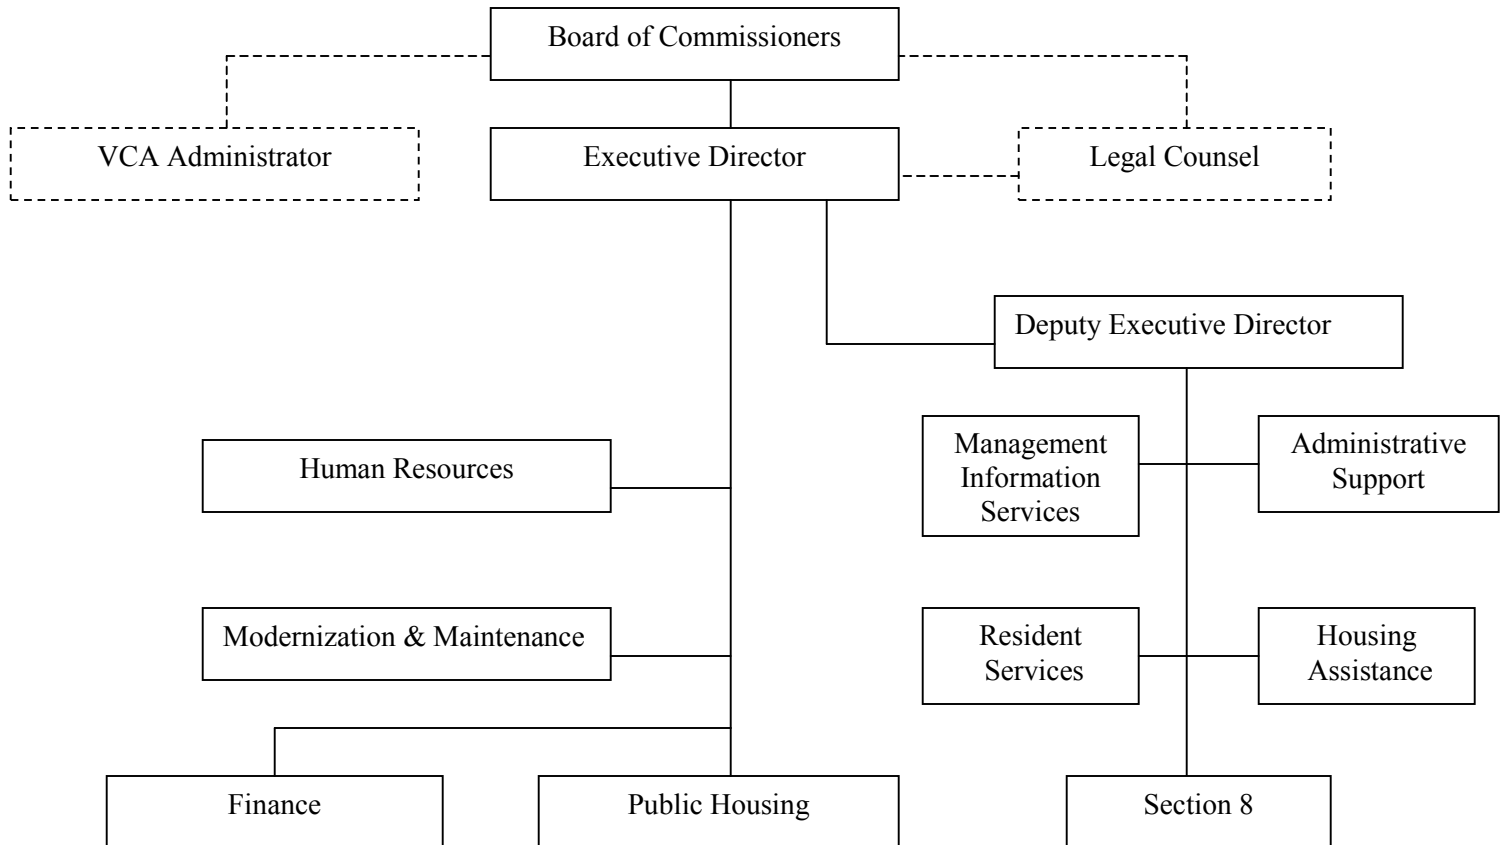 Board of Commissioners
VCA Administrator
Executive Director
Legal Counsel
Deputy Executive Director
Human Resources
Management
Information
Services
Administrative
Support
Modernization & Maintenance
Resident
Services
Housing
Assistance
Finance
Public Housing
Section 8